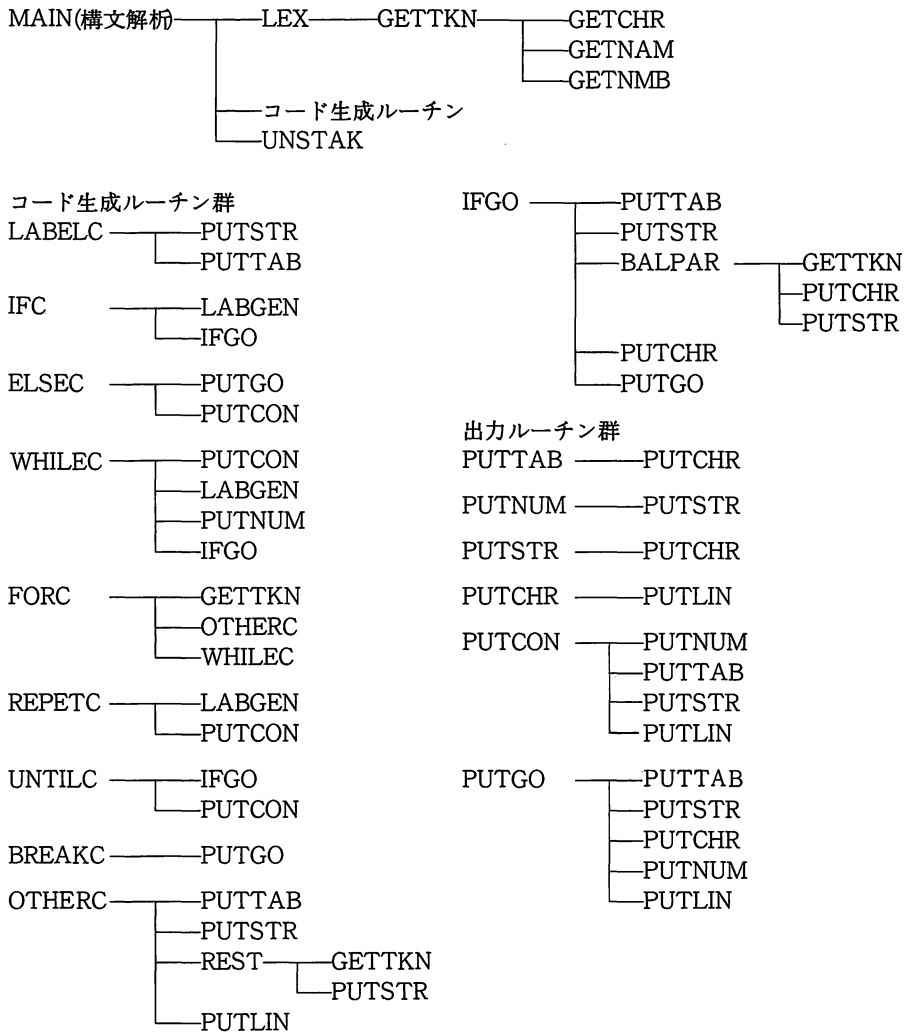 MAIN(構文解析) LEX GETTKN GETCHR
GETNAM
GETNMB
コード生成ルーチン
UNSTAK
コード生成ルーチン群
LABELC PUTSTR
PUTTAB
IFC LABGEN
IFGO
ELSEC PUTGO
PUTCON
WHILEC PUTCON
LABGEN
PUTNUM
IFGO
FORC GETTKN
OTHERC
WHILEC
REPETC LABGEN
PUTCON
UNTILC IFGO
PUTCON
BREAKC PUTGO
OTHERC PUTTAB
PUTSTR
REST GETTKN
PUTSTR
PUTLIN
IFGO PUTTAB
PUTSTR
BALPAR GETTKN
PUTCHR
PUTSTR
PUTCHR
PUTGO
出力ルーチン群
PUTTAB PUTCHR
PUTNUM PUTSTR
PUTSTR PUTCHR
PUTCHR PUTLIN
PUTCON PUTNUM
PUTTAB
PUTSTR
PUTLIN
PUTGO PUTTAB
PUTSTR
PUTCHR
PUTNUM
PUTLIN